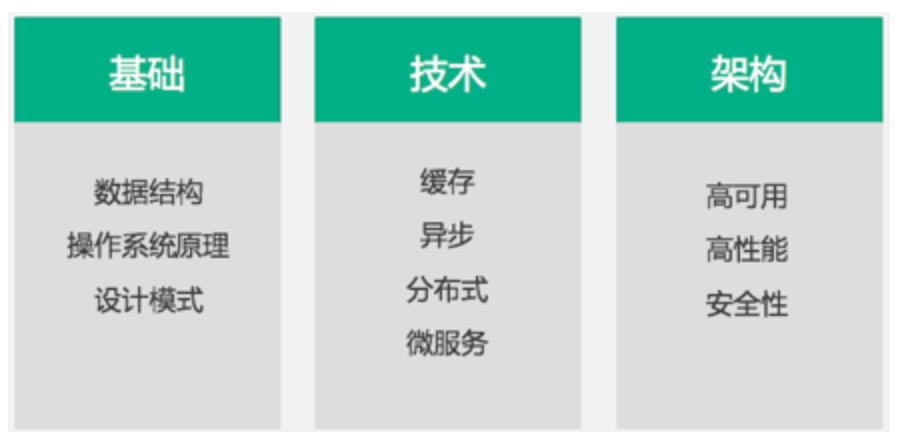 基础
数据结构
操作系统原理
设计模式
技术
缓存
异步
分布式
微服务
架构
高可用
高性能
安全性